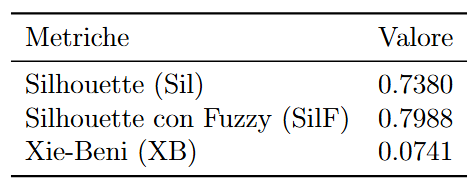 Metriche Valore
Silhouette (Sil) 0.7380
Silhouette con Fuzzy (SilF) 0.7988
Xie-Beni (XB) 0.0741